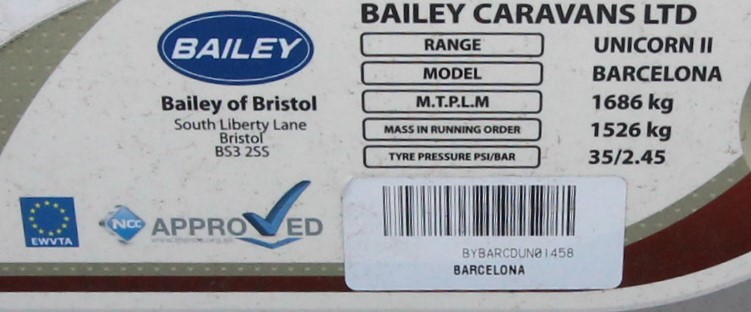 BAILEY
Bailey of Bristol
South Liberty Lane
Bristol
BS3 2SS
BAILEY CARAVANS LTD
RANGE UNICORN II
MODEL BARCELONA
M.T.P.L.M 1686 kg
MASS IN RUNNING ORDER 1526 kg
TYRE PRESSURE PSI/BAR 35/2.45
EWVTA
NCC APPROVED
BYBARCDUN01458
BARCELONA